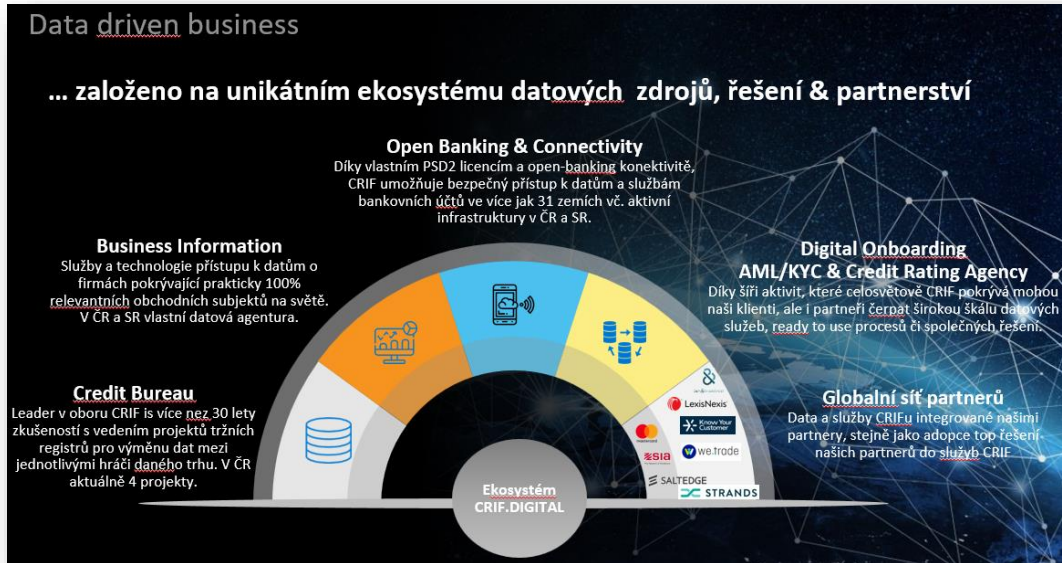 Data driven business
... založeno na unikátním ekosystému datových zdrojů, řešení & partnerství
Open Banking & Connectivity
Díky vlastním PSD2 licencím a open-banking konektivitě,
CRIF umožňuje bezpečný přístup k datům a službám
bankovních účtů ve více jak 31 zemích vč. aktivní
infrastruktury v ČR a SR.
Business Information
Služby a technologie přístupu k datům o
firmách pokrývající prakticky 100%
relevantních obchodních subjektů na světě.
V ČR a SR vlastní datová agentura.
Digital Onboarding
AML/KYC & Credit Rating Agency
Díky šíři aktivit, které celosvětově CRIF pokrývá mohou
naši klienti, ale i partneři čerpat širokou škálu datových
služeb, ready to use procesů či společných řešení.
Credit Bureau
Leader v oboru CRIF is více nez 30 lety
zkušeností s vedením projektů tržních
registrů pro výměnu dat mezi
jednotlivými hráči daného trhu. V ČR
aktuálně 4 projekty.
Globalní síť partnerů
Data a služby CRIFu integrované našimi
partnery, stejně jako adopce top řešení
našich partnerů do služyb CRIF
LexisNexis
mastercard
Know Your
Customer
sia
we.trade
SALTEDGE
STRANDS
Ekosystém
CRIF.DIGITAL